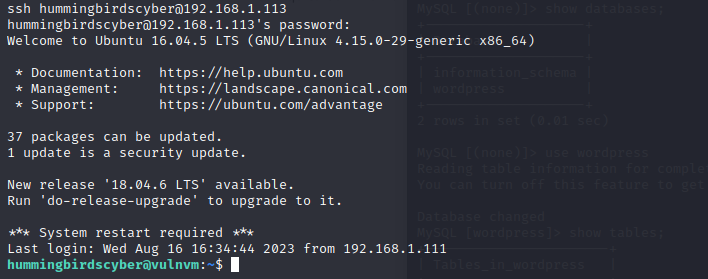 ssh hummingbirdscyber@192.168.1.113
hummingbirdscyber@192.168.1.113's password:
Welcome to Ubuntu 16.04.5 LTS (GNU/Linux 4.15.0-29-generic x86_64)
* Documentation: https://help.ubuntu.com
* Management: https://landscape.canonical.com
* Support: https://ubuntu.com/advantage
37 packages can be updated.
1 update is a security update.
New release '18.04.6 LTS' available.
Run 'do-release-upgrade' to upgrade to it.
*** System restart required ***
Last login: Wed Aug 16 16:34:44 2023 from 192.168.1.111
hummingbirdscyber@vulnvm:~$
MySQL [(none)]> show databases;
| information_schema |
| wordpress |
2 rows in set (0.01 sec)
MySQL [(none)]> use wordpress
Reading table information for comple
You can turn off this feature to get
Database changed
MySQL [wordpress]> show tables;
| Tables_in_wordpress